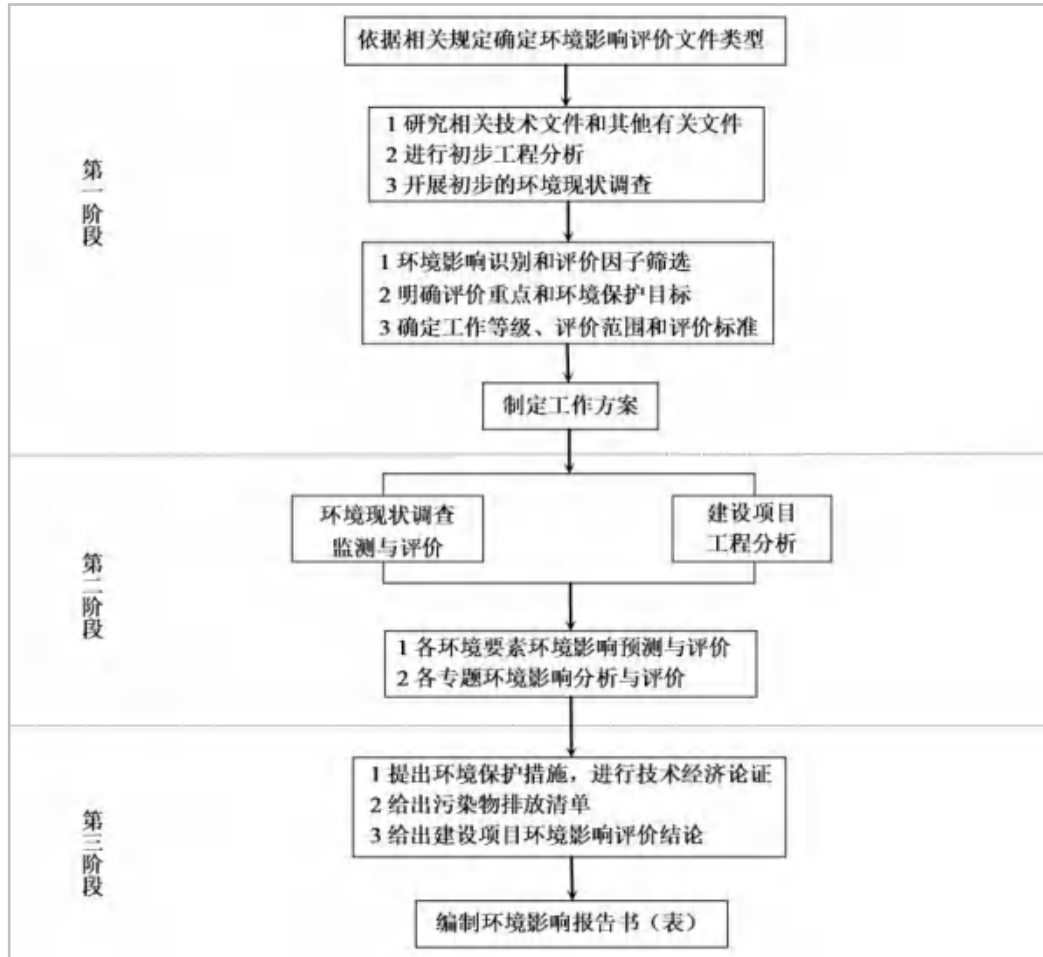 依据相关规定确定环境影响评价文件类型
1 研究相关技术文件和其他有关文件
2 进行初步工程分析
3 开展初步的环境现状调查
第一阶段
1 环境影响识别和评价因子筛选
2 明确评价重点和环境保护目标
3 确定工作等级、评价范围和评价标准
制定工作方案
环境现状调查
监测与评价
建设项目
工程分析
第二阶段
1 各环境要素环境影响预测与评价
2 各专题环境影响分析与评价
1 提出环境保护措施，进行技术经济论证
2 给出污染物排放清单
3 给出建设项目环境影响评价结论
第三阶段
编制环境影响报告书（表）